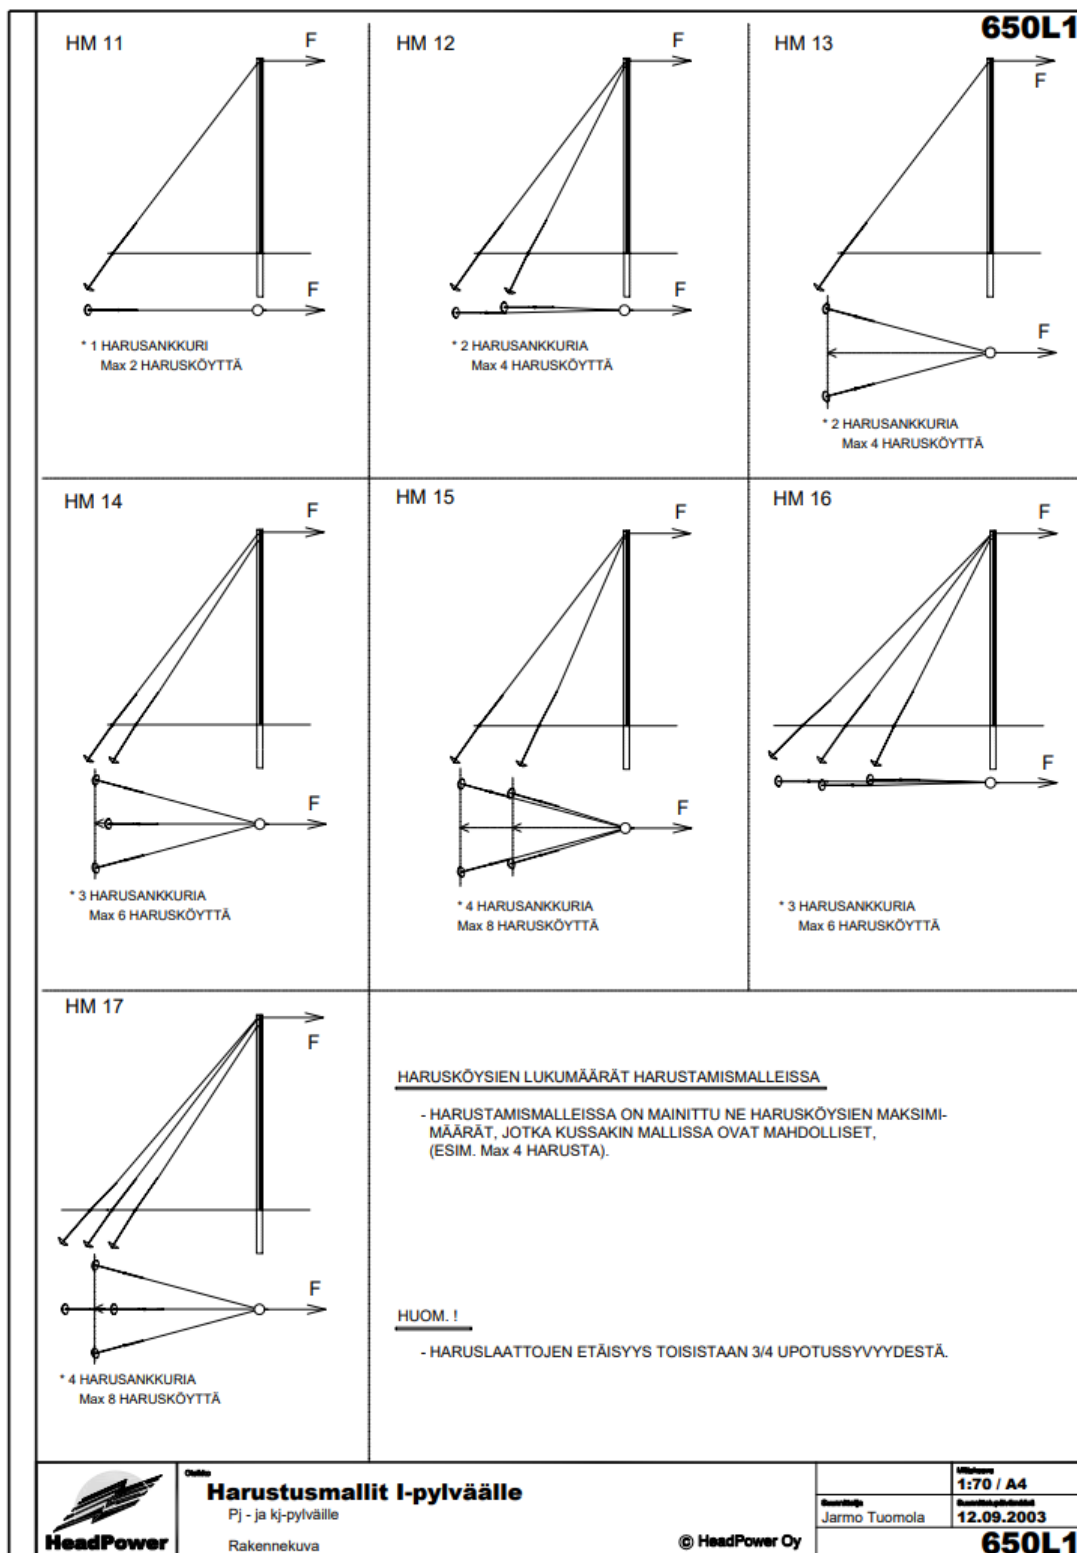 650L1
HM 11
F
F
* 1 HARUSANKKURI
Max 2 HARUSKÖYTTÄ
HM 12
F
F
* 2 HARUSANKKURIA
Max 4 HARUSKÖYTTÄ
HM 13
F
F
* 2 HARUSANKKURIA
Max 4 HARUSKÖYTTÄ
HM 14
F
F
* 3 HARUSANKKURIA
Max 6 HARUSKÖYTTÄ
HM 15
F
F
* 4 HARUSANKKURIA
Max 8 HARUSKÖYTTÄ
HM 16
F
F
* 3 HARUSANKKURIA
Max 6 HARUSKÖYTTÄ
HM 17
F
F
* 4 HARUSANKKURIA
Max 8 HARUSKÖYTTÄ
HARUSKÖYSIEN LUKUMÄÄRÄT HARUSTAMISMALLEISSA
- HARUSTAMISMALLEISSA ON MAINITTU NE HARUSKÖYSIEN MAKSIMI-
MÄÄRÄT, JOTKA KUSSAKIN MALLISSA OVAT MAHDOLLISET,
(ESIM. Max 4 HARUSTA).
HUOM. !
- HARUSLAATTOJEN ETÄISYYS TOISISTAAN 3/4 UPOTUSSYVYYDESTÄ.
HeadPower
Otsikko
Harustusmallit I-pylväälle
Pj - ja kj-pylväille
Rakennekuva
© HeadPower Oy
Mittakaava
1:70 / A4
Suunnittelija
Jarmo Tuomola
Suunnittelupäivämäärä
12.09.2003
650L1